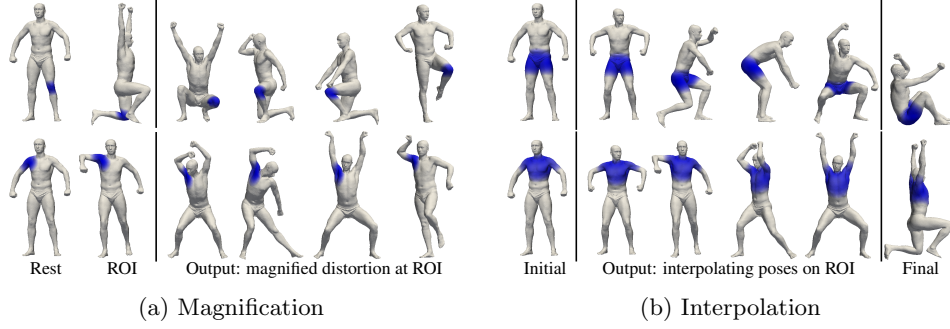 Rest ROI Output: magnified distortion at ROI Initial Output: interpolating poses on ROI Final
(a) Magnification (b) Interpolation